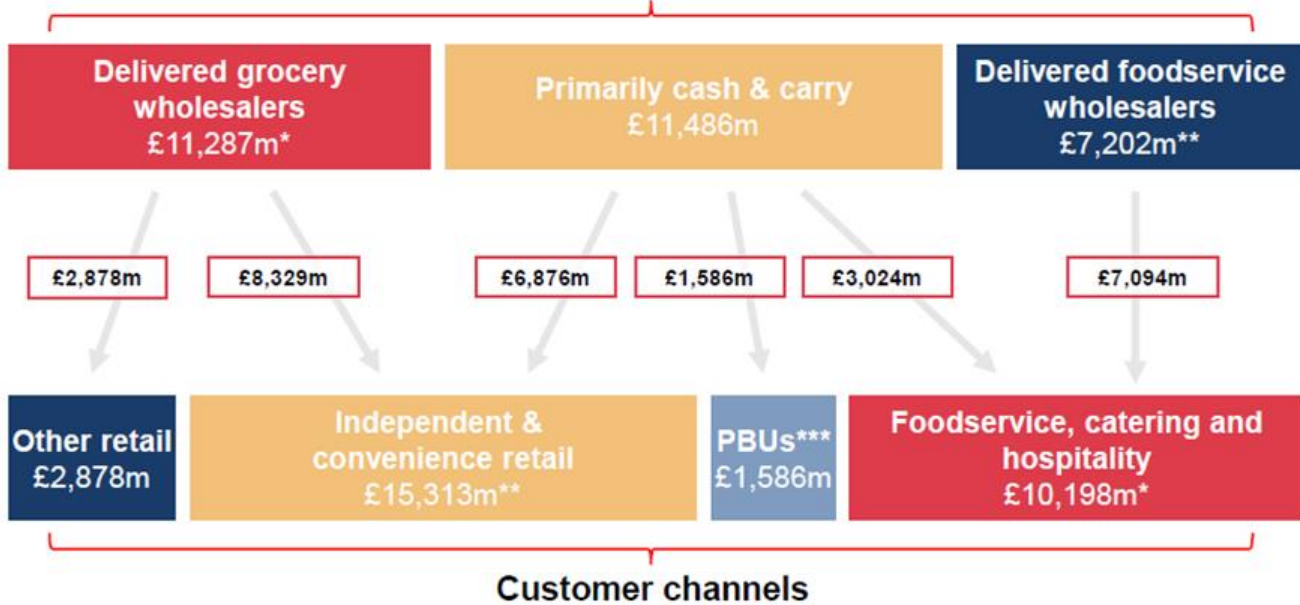 Delivered grocery
wholesalers
£11,287m*
Primarily cash & carry
£11,486m
Delivered foodservice
wholesalers
£7,202m**
£2,878m
£8,329m
£6,876m
£1,586m
£3,024m
£7,094m
Other retail
£2,878m
Independent &
convenience retail
£15,313m**
PBUs***
£1,586m
Foodservice, catering and
hospitality
£10,198m*
Customer channels